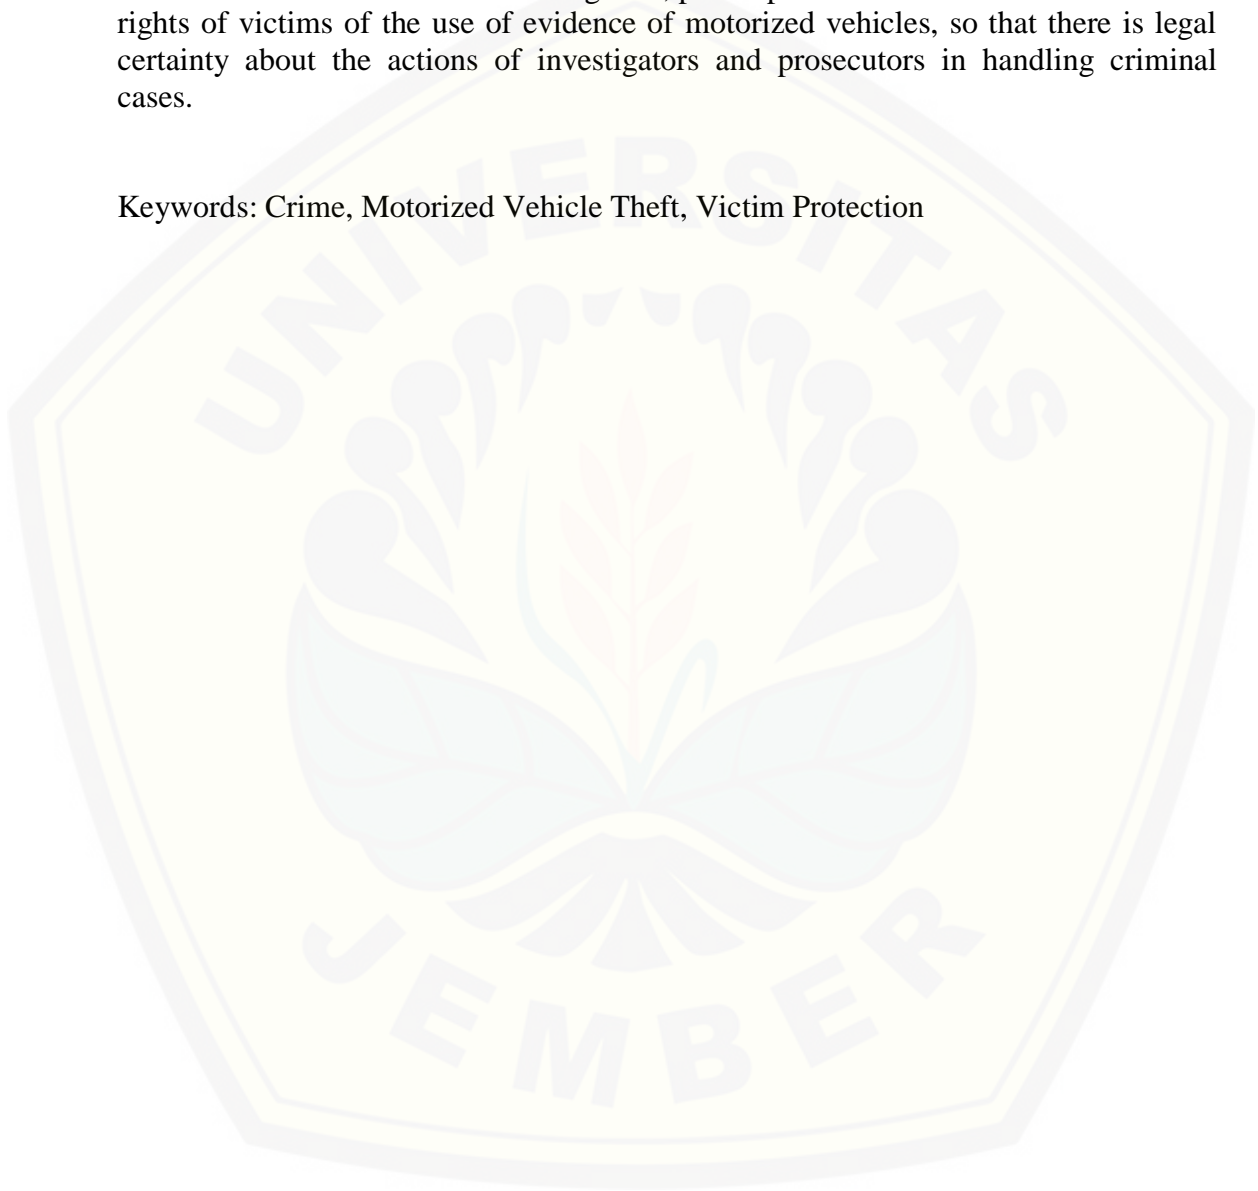 rights of victims of the use of evidence of motorized vehicles, so that there is legal
certainty about the actions of investigators and prosecutors in handling criminal
cases.
Keywords: Crime, Motorized Vehicle Theft, Victim Protection
UNIVERSITAS
JEMBER